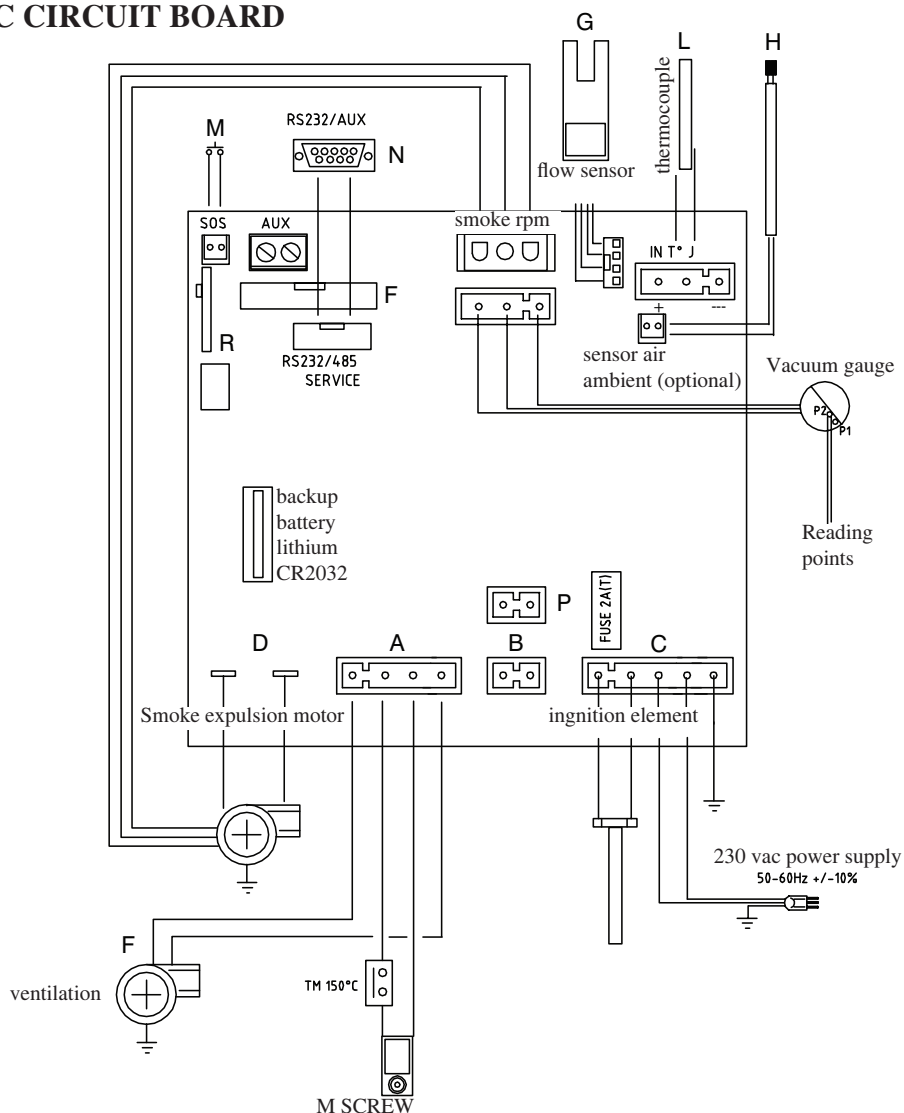 C CIRCUIT BOARD
G
L
H
thermocouple
RS232/AUX
M
N
flow sensor
SOS
AUX
smoke rpm
IN T° J
F
+
---
R
RS232/485
SERVICE
sensor air
ambient (optional)
Vacuum gauge
P2
P1
Reading
points
backup
battery
lithium
CR2032
P
FUSE 2A(T)
D
A
B
C
Smoke expulsion motor
ingnition element
230 vac power supply
50-60Hz +/-10%
F
ventilation
TM 150°C
M SCREW